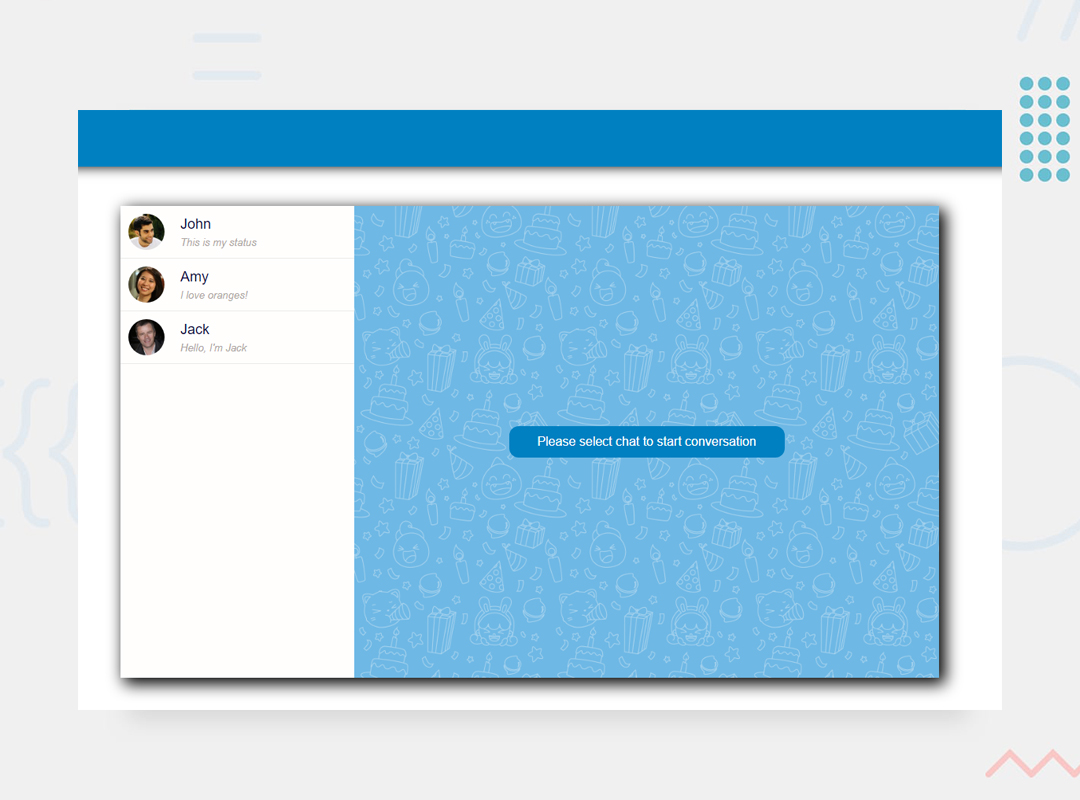 John
This is my status
Amy
I love oranges!
Jack
Hello, I'm Jack
Please select chat to start conversation